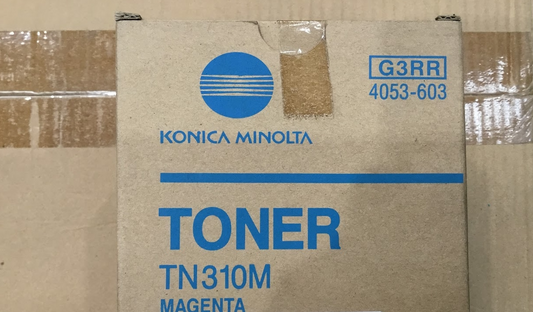 G3RR
4053-603
KONICA MINOLTA
TONER
TN310M
MAGENTA